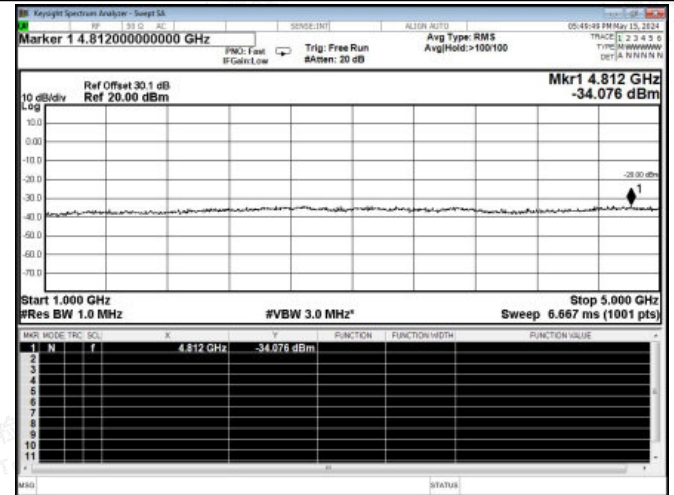 Keysight Spectrum Analyzer - Swept SA
RF 50 Ω AC SENSE:INT ALIGN AUTO 05:49:49 PM May 15, 2024
Marker 1 4.812000000000 GHz
Avg Type: RMS
TRACE 1 2 3 4 5 6
PNO: Fast Trig: Free Run Avg|Hold:>100/100
TYPE M WWWWW
IFGain:Low #Atten: 20 dB
DET A N N N N N
Mkr1 4.812 GHz
Ref Offset 30.1 dB
10 dB/div Ref 20.00 dBm -34.076 dBm
Log
10.0
0.00
-10.0
-20.0
-28.00 dBm
-30.0
1
-40.0
-50.0
-60.0
-70.0
Start 1.000 GHz Stop 5.000 GHz
#Res BW 1.0 MHz #VBW 3.0 MHz* Sweep 6.667 ms (1001 pts)
MKR MODE TRC SCL X Y FUNCTION FUNCTION WIDTH FUNCTION VALUE
1 N f 4.812 GHz -34.076 dBm
2
3
4
5
6
7
8
9
10
11
MSG STATUS